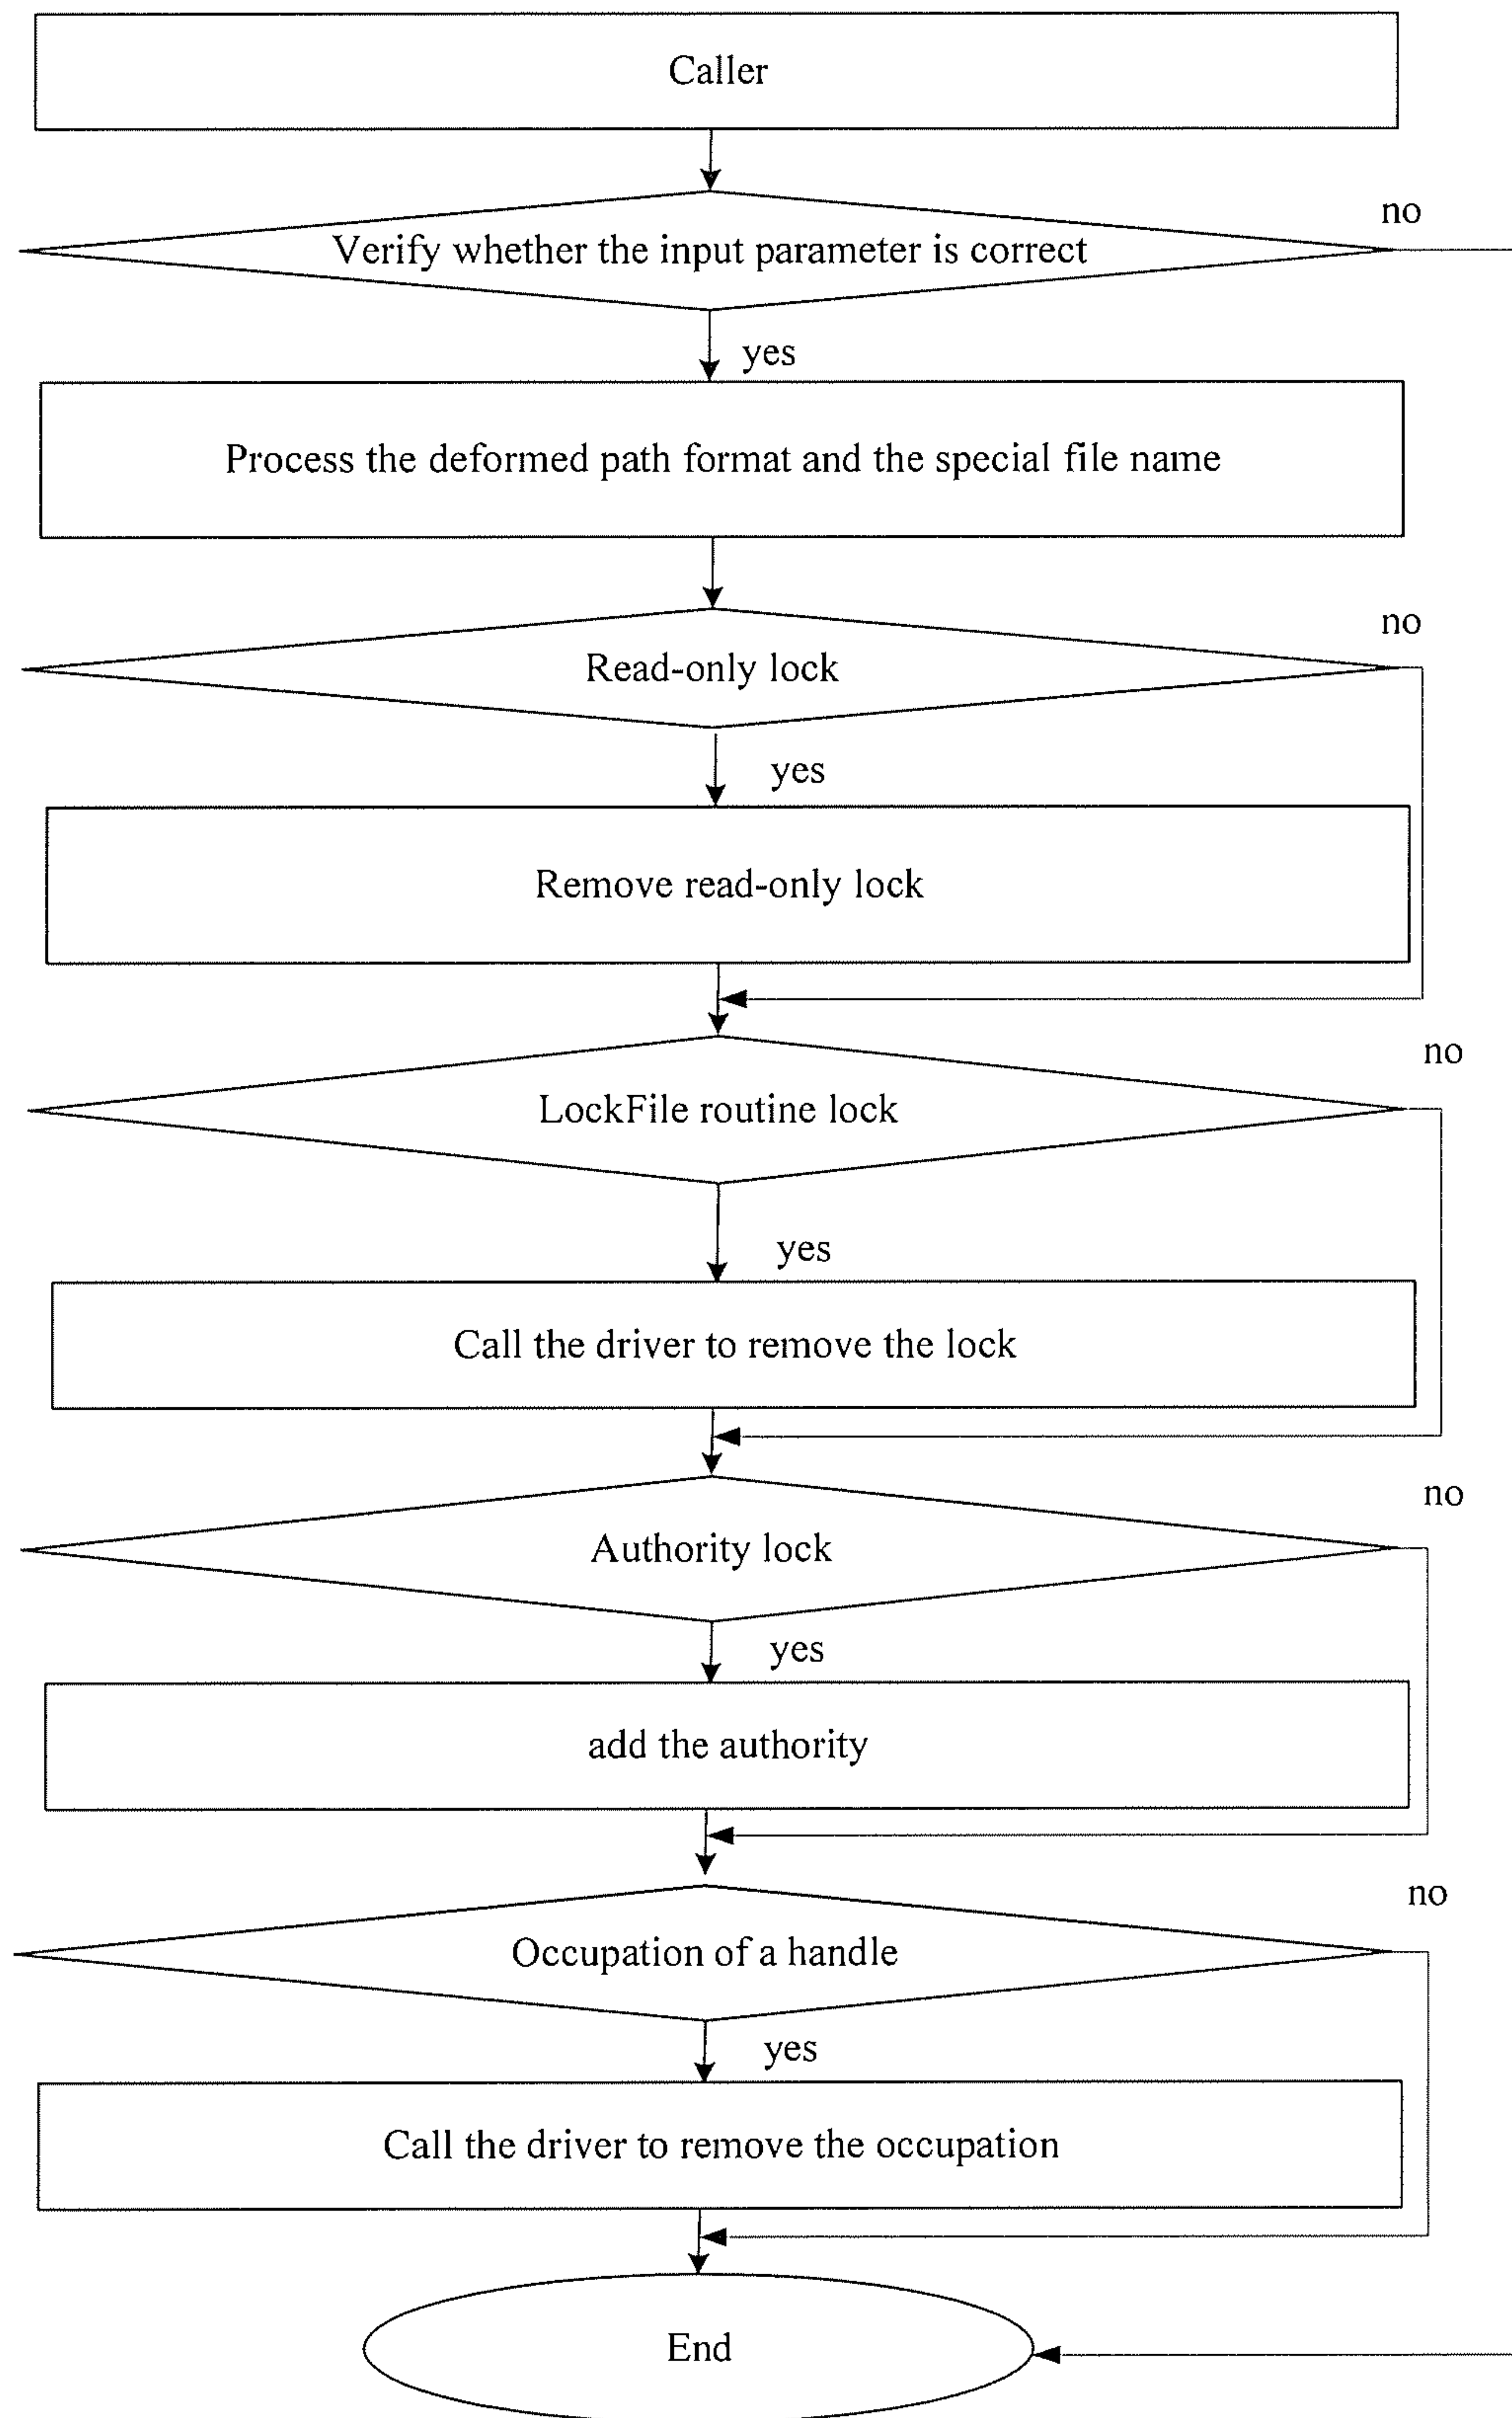 Caller
no
Verify whether the input parameter is correct
yes
Process the deformed path format and the special file name
no
Read-only lock
yes
Remove read-only lock
no
LockFile routine lock
yes
Call the driver to remove the lock
no
Authority lock
yes
add the authority
no
Occupation of a handle
yes
Call the driver to remove the occupation
End